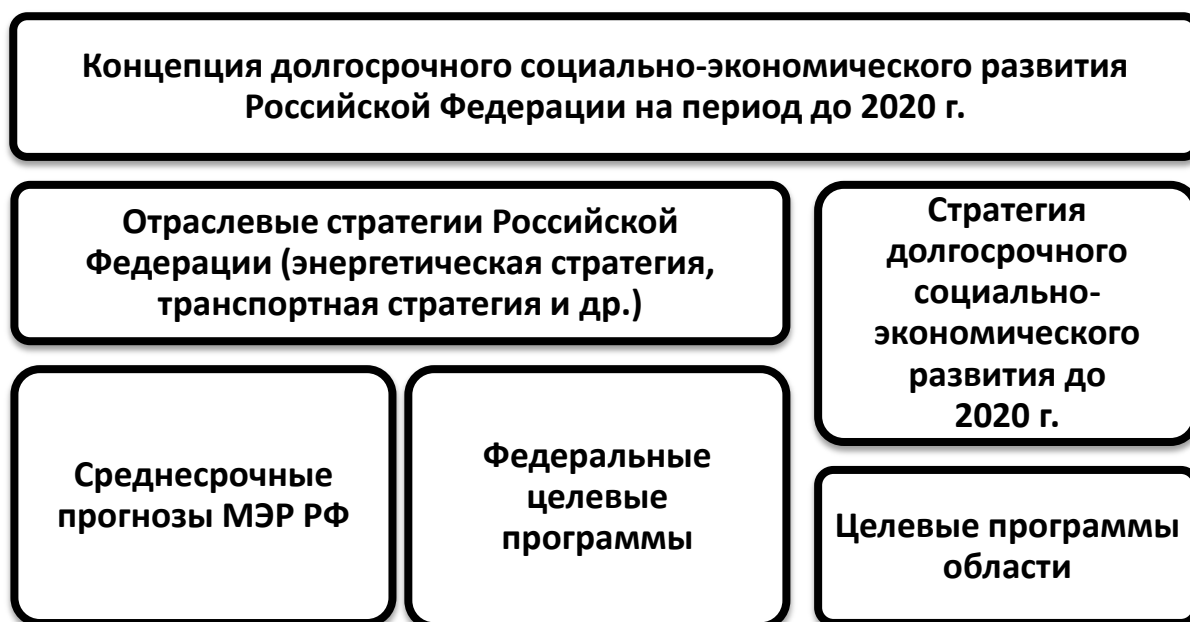 Концепция долгосрочного социально-экономического развития
Российской Федерации на период до 2020 г.
Отраслевые стратегии Российской
Федерации (энергетическая стратегия,
транспортная стратегия и др.)
Стратегия
долгосрочного
социально-
экономического
развития до
2020 г.
Среднесрочные
прогнозы МЭР РФ
Федеральные
целевые
программы
Целевые программы
области